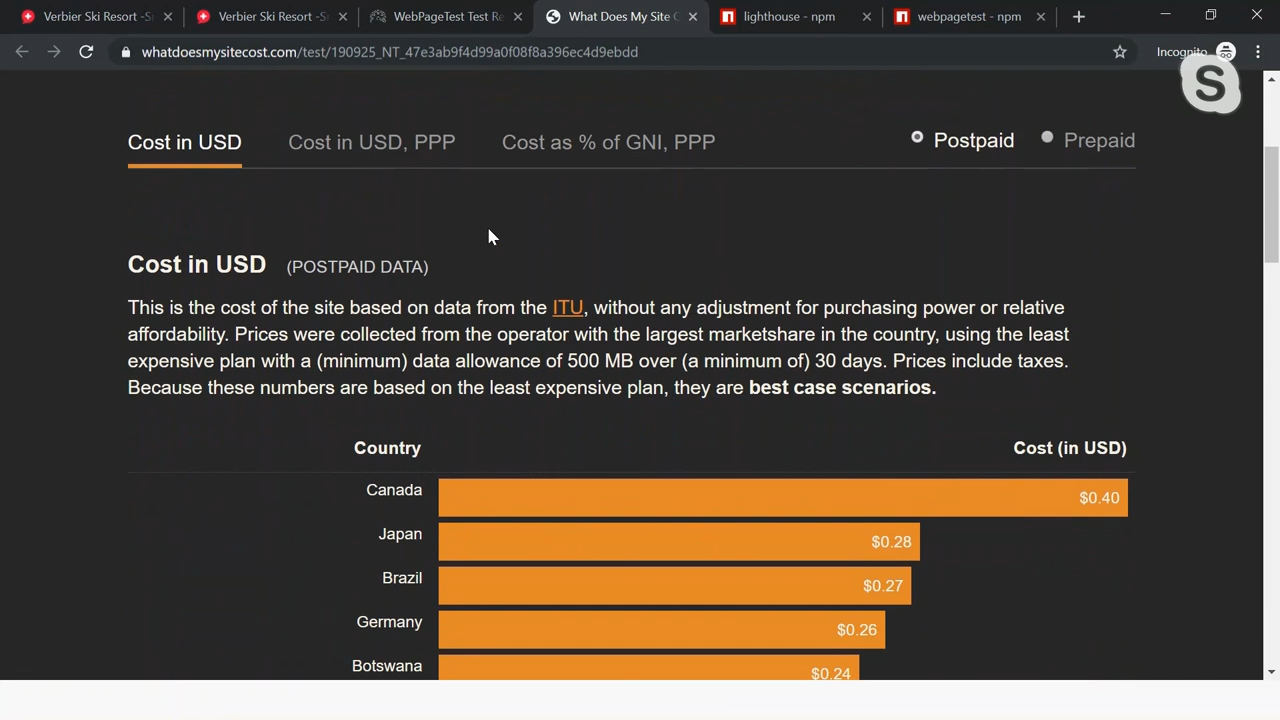 Verbier Ski Resort -S
Verbier Ski Resort -S
WebPageTest Test Re
What Does My Site C
lighthouse - npm
webpagetest - npm
whatdoesmysitecost.com/test/190925_NT_47e3ab9f4d99a0f08f8a396ec4d9ebdd
Incognito
S
Cost in USD
Cost in USD, PPP
Cost as % of GNI, PPP
Postpaid
Prepaid
Cost in USD (POSTPAID DATA)
This is the cost of the site based on data from the ITU, without any adjustment for purchasing power or relative
affordability. Prices were collected from the operator with the largest marketshare in the country, using the least
expensive plan with a (minimum) data allowance of 500 MB over (a minimum of) 30 days. Prices include taxes.
Because these numbers are based on the least expensive plan, they are best case scenarios.
Country Cost (in USD)
Canada $0.40
Japan $0.28
Brazil $0.27
Germany $0.26
Botswana $0.24